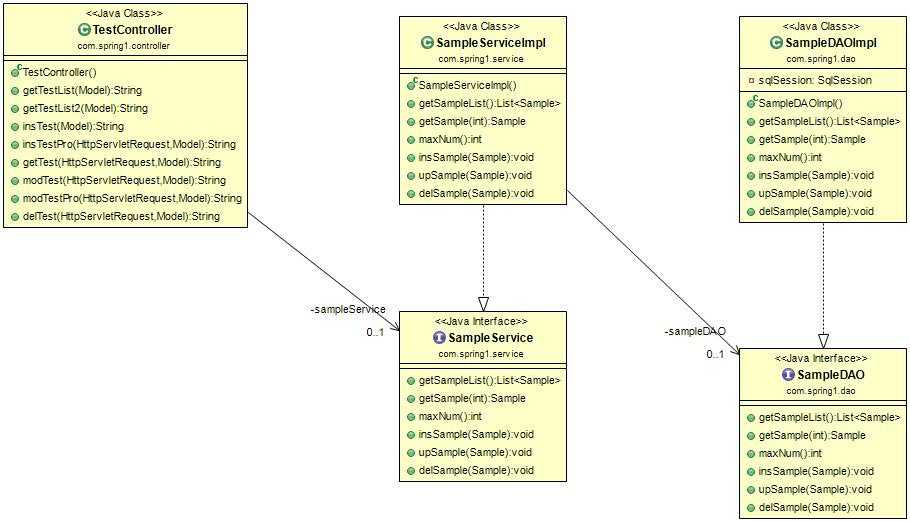 <<Java Class>>
TestController
com.spring1.controller
TestController()
getTestList(Model):String
getTestList2(Model):String
insTest(Model):String
insTestPro(HttpServletRequest,Model):String
getTest(HttpServletRequest,Model):String
modTest(HttpServletRequest,Model):String
modTestPro(HttpServletRequest,Model):String
delTest(HttpServletRequest,Model):String
<<Java Class>>
SampleServiceImpl
com.spring1.service
SampleServiceImpl()
getSampleList():List<Sample>
getSample(int):Sample
maxNum():int
insSample(Sample):void
upSample(Sample):void
delSample(Sample):void
<<Java Class>>
SampleDAOImpl
com.spring1.dao
sqlSession: SqlSession
SampleDAOImpl()
getSampleList():List<Sample>
getSample(int):Sample
maxNum():int
insSample(Sample):void
upSample(Sample):void
delSample(Sample):void
-sampleService
0..1
<<Java Interface>>
SampleService
com.spring1.service
getSampleList():List<Sample>
getSample(int):Sample
maxNum():int
insSample(Sample):void
upSample(Sample):void
delSample(Sample):void
-sampleDAO
0..1
<<Java Interface>>
SampleDAO
com.spring1.dao
getSampleList():List<Sample>
getSample(int):Sample
maxNum():int
insSample(Sample):void
upSample(Sample):void
delSample(Sample):void